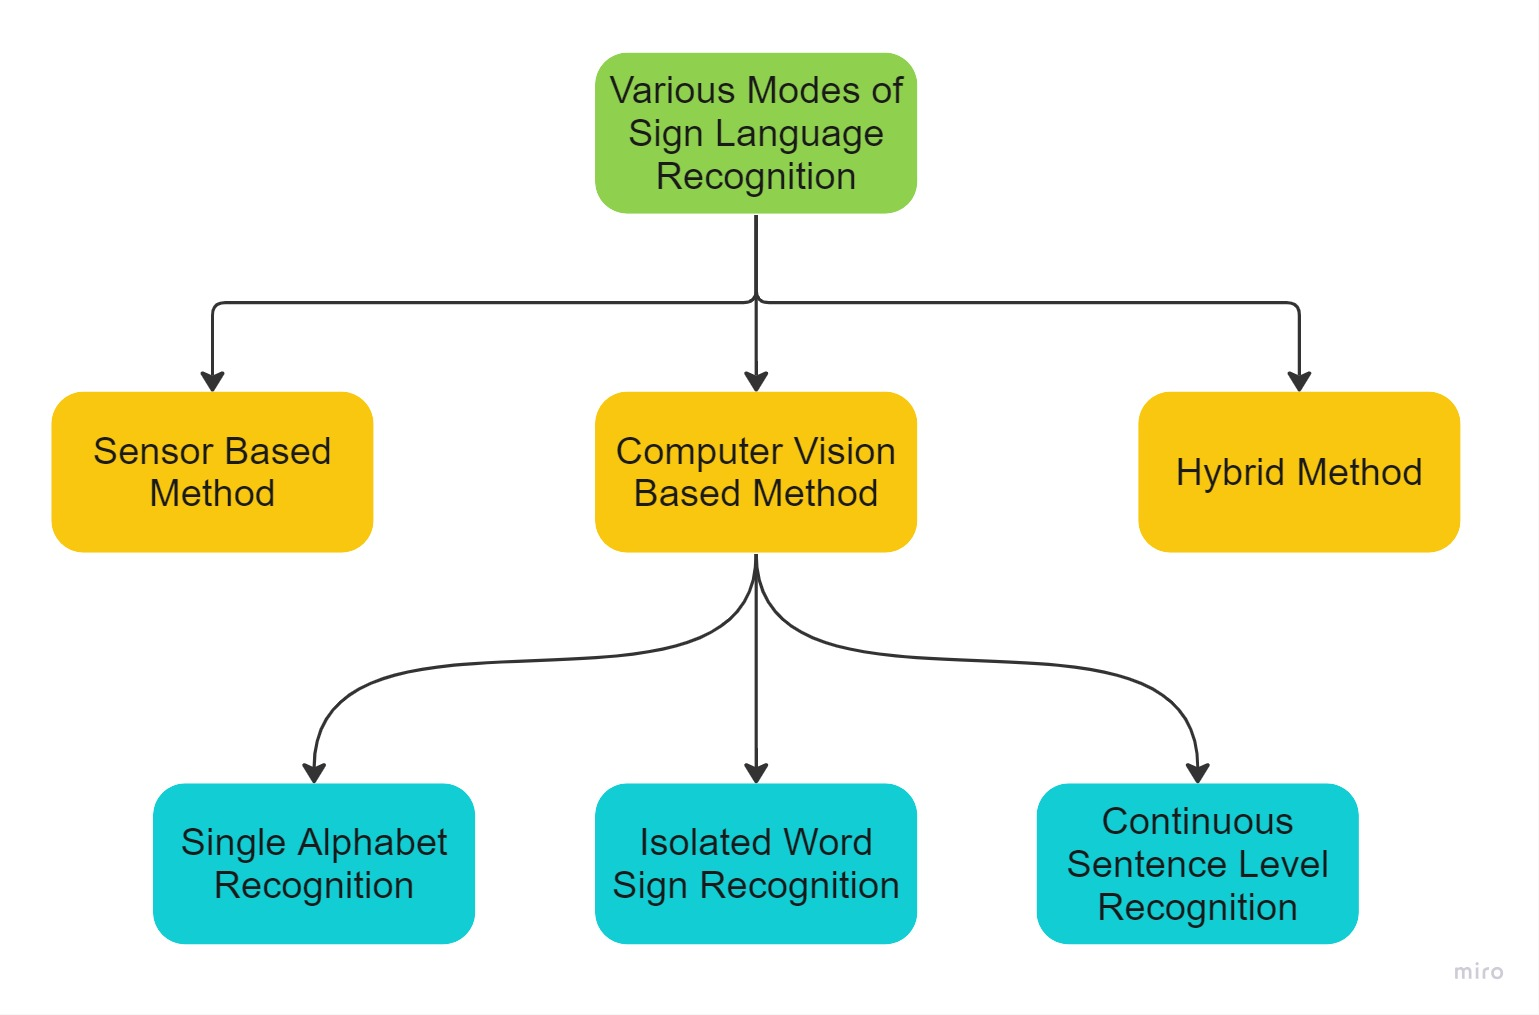 Various Modes of
Sign Language
Recognition
Sensor Based
Method
Computer Vision
Based Method
Hybrid Method
Single Alphabet
Recognition
Isolated Word
Sign Recognition
Continuous
Sentence Level
Recognition
miro